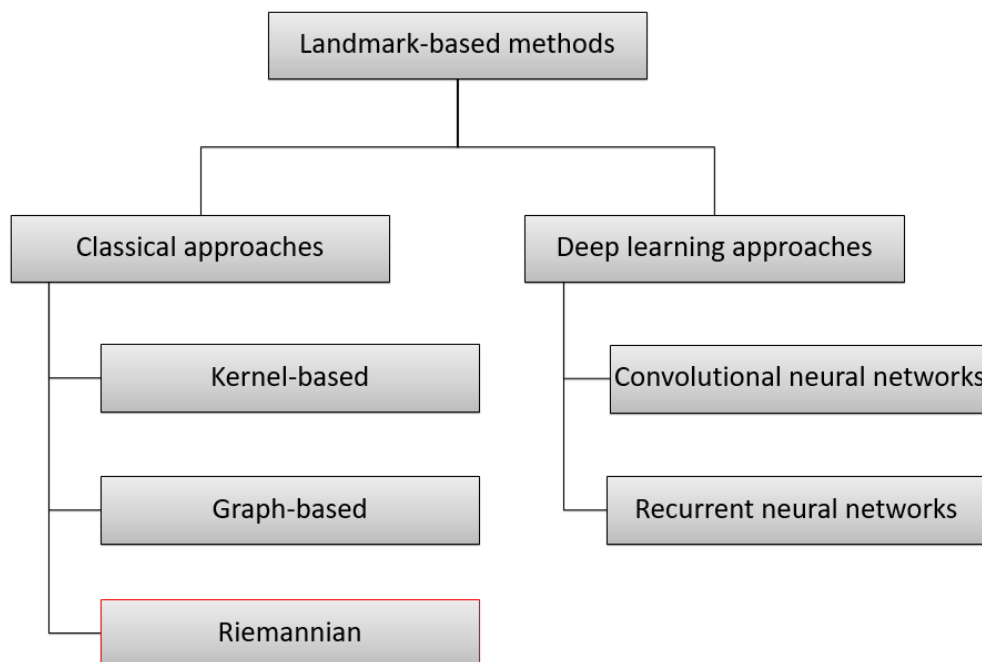 Landmark-based methods
Classical approaches
Kernel-based
Graph-based
Riemannian
Deep learning approaches
Convolutional neural networks
Recurrent neural networks